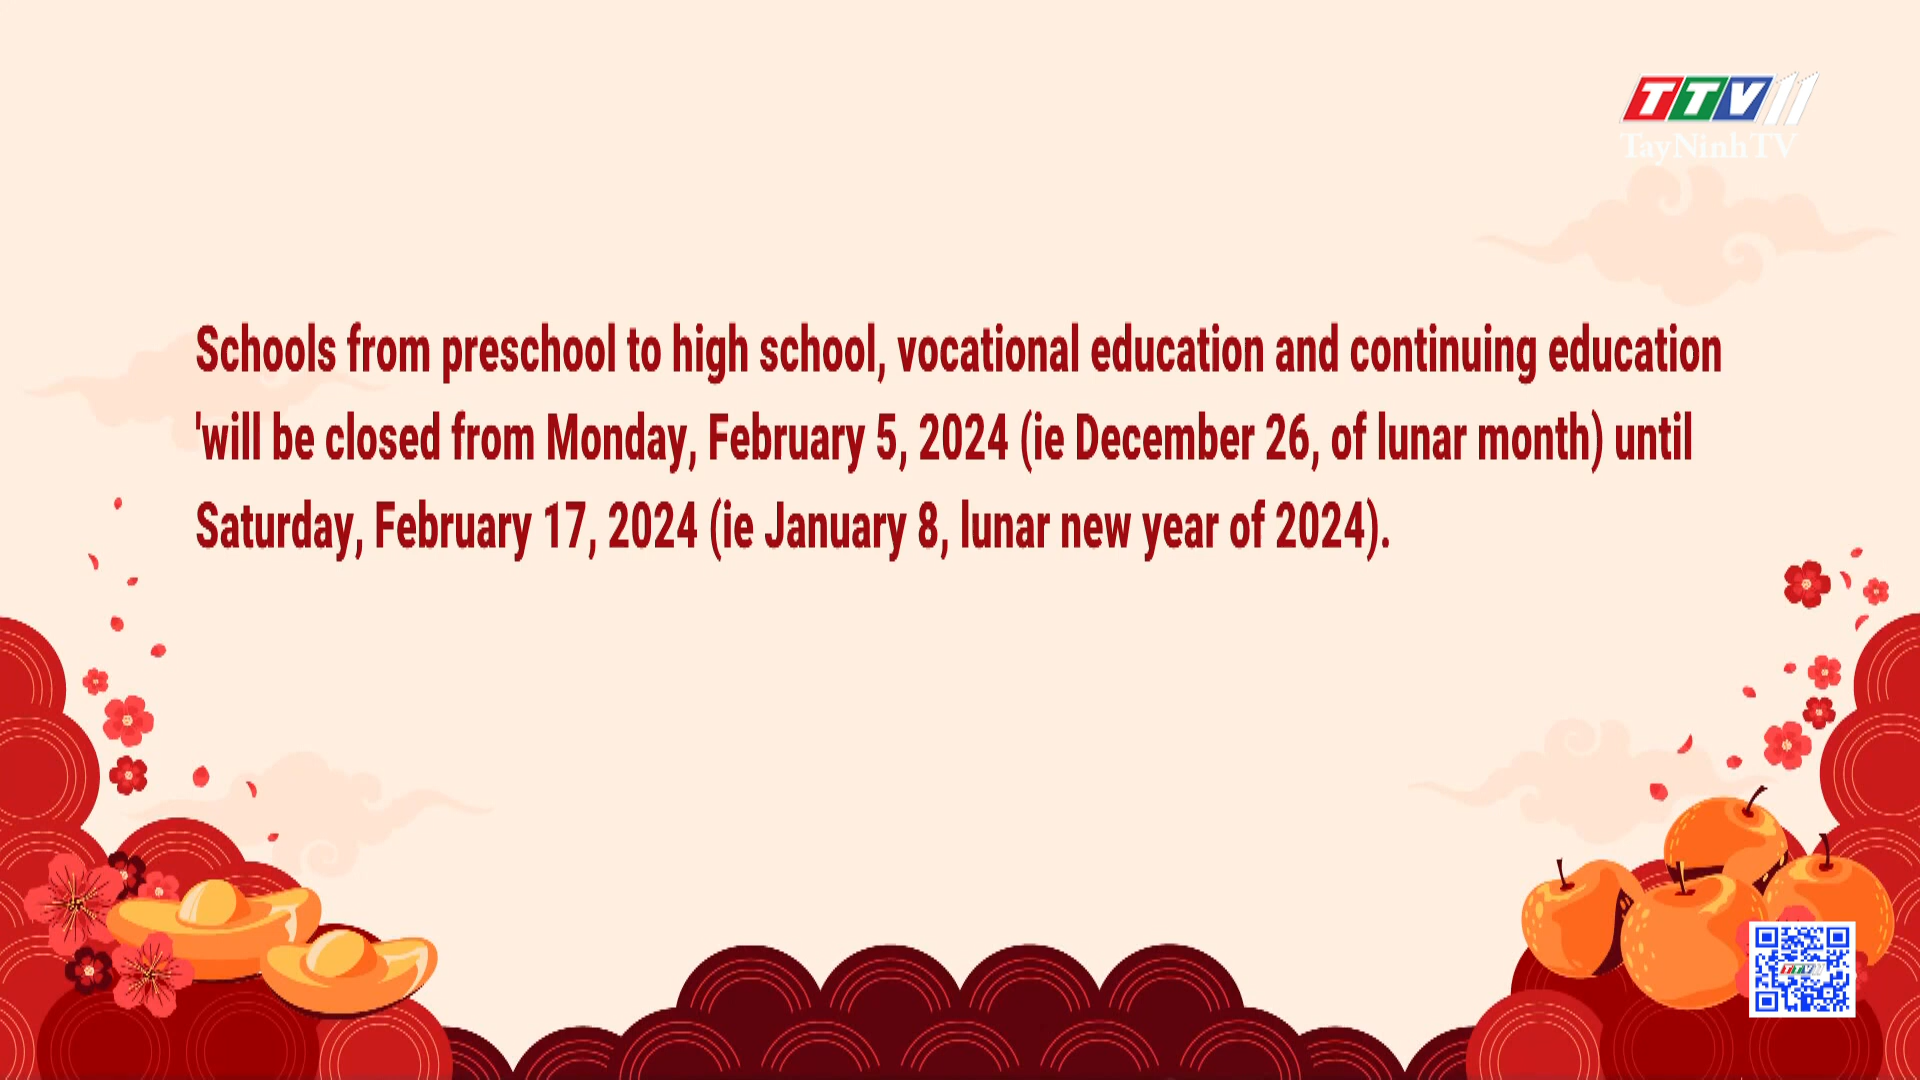 TTV11
TayNinhTV
Schools from preschool to high school, vocational education and continuing education
'will be closed from Monday, February 5, 2024 (ie December 26, of lunar month) until
Saturday, February 17, 2024 (ie January 8, lunar new year of 2024).
TTV11